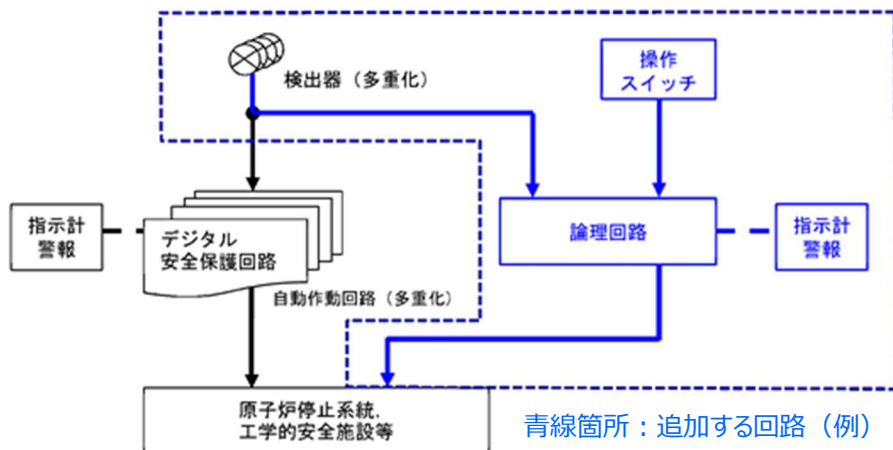 検出器（多重化）
操作
スイッチ
指示計
警報
デジタル
安全保護回路
論理回路
指示計
警報
自動作動回路（多重化）
原子炉停止系統,
工学的安全施設等
青線箇所：追加する回路（例）